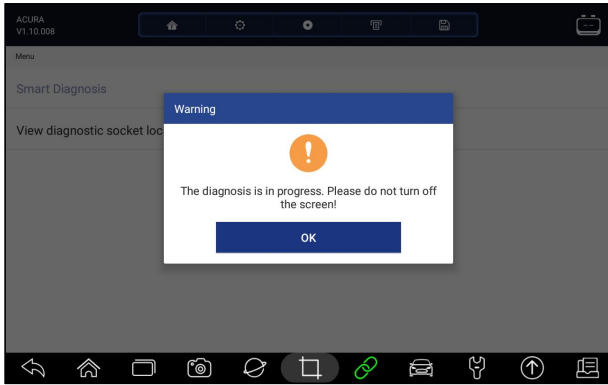 ACURA
V1.10.008
Menu
Smart Diagnosis
View diagnostic socket loc
Warning
The diagnosis is in progress. Please do not turn off
the screen!
OK